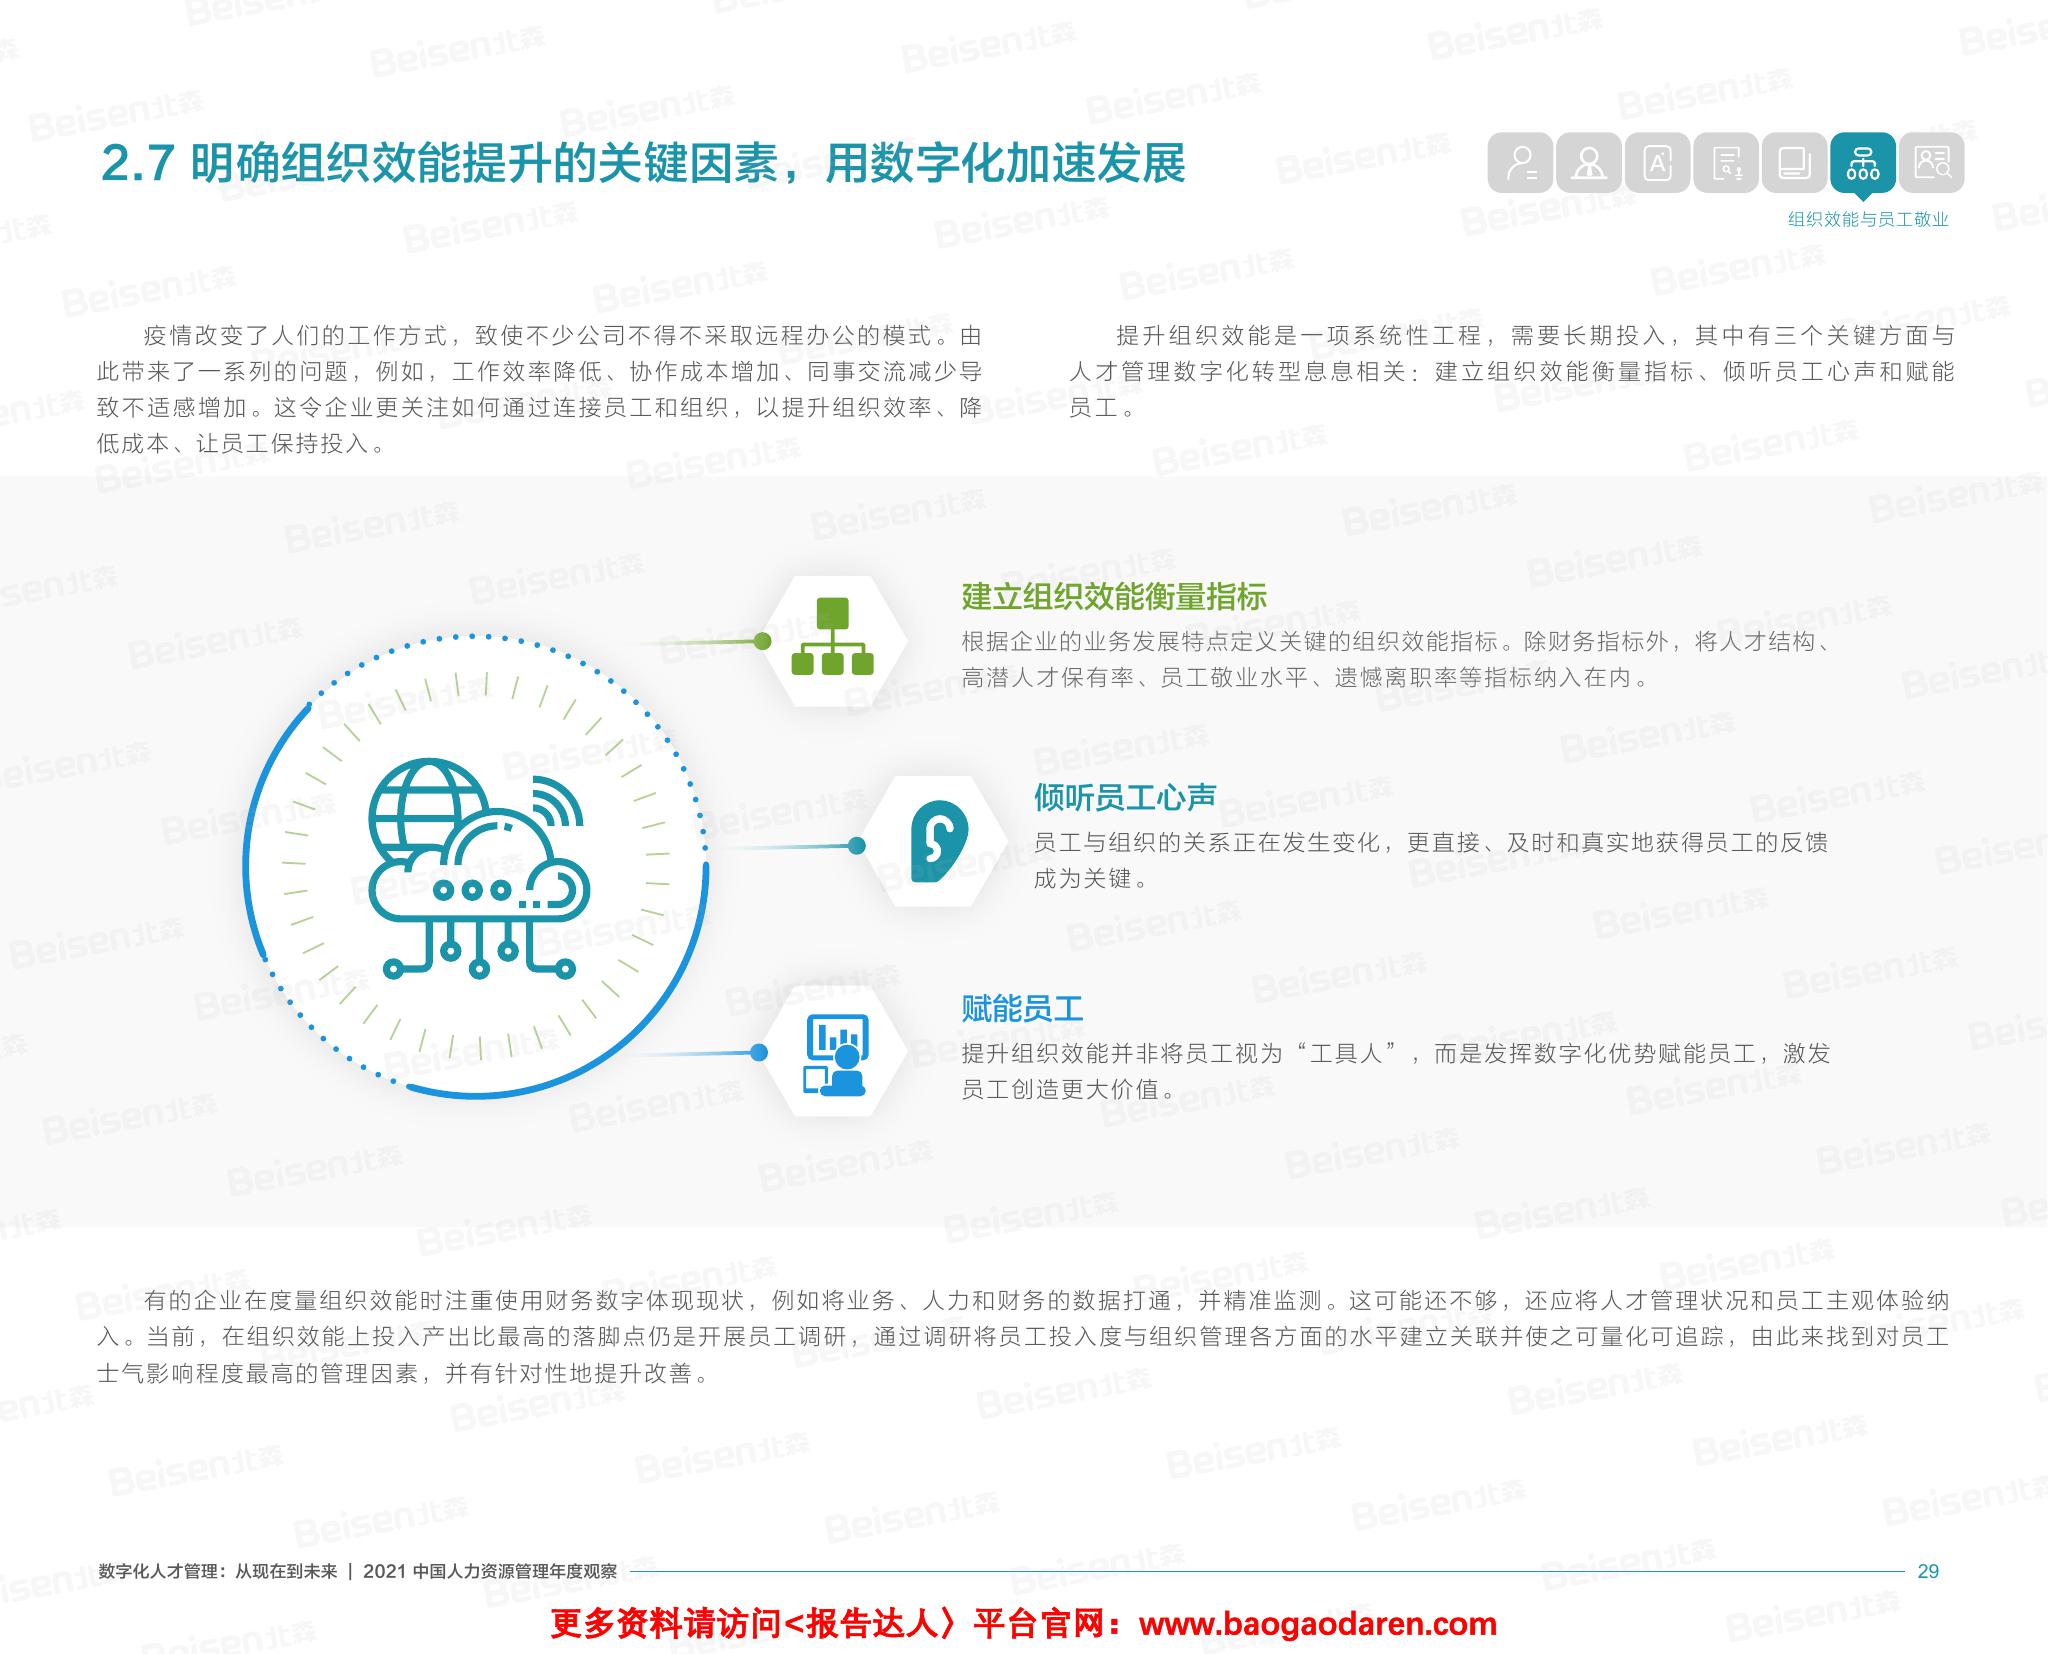 2.7 明确组织效能提升的关键因素，用数字化加速发展
组织效能与员工敬业
疫情改变了人们的工作方式，致使不少公司不得不采取远程办公的模式。由
此带来了一系列的问题，例如，工作效率降低、协作成本增加、同事交流减少导
致不适感增加。这令企业更关注如何通过连接员工和组织，以提升组织效率、降
低成本、让员工保持投入。
提升组织效能是一项系统性工程，需要长期投入，其中有三个关键方面与
人才管理数字化转型息息相关：建立组织效能衡量指标、倾听员工心声和赋能
员工。
建立组织效能衡量指标
根据企业的业务发展特点定义关键的组织效能指标。除财务指标外，将人才结构、
高潜人才保有率、员工敬业水平、遗憾离职率等指标纳入在内。
倾听员工心声
员工与组织的关系正在发生变化，更直接、及时和真实地获得员工的反馈
成为关键。
赋能员工
提升组织效能并非将员工视为“工具人”，而是发挥数字化优势赋能员工，激发
员工创造更大价值。
有的企业在度量组织效能时注重使用财务数字体现现状，例如将业务、人力和财务的数据打通，并精准监测。这可能还不够，还应将人才管理状况和员工主观体验纳
入。当前，在组织效能上投入产出比最高的落脚点仍是开展员工调研，通过调研将员工投入度与组织管理各方面的水平建立关联并使之可量化可追踪，由此来找到对员工
士气影响程度最高的管理因素，并有针对性地提升改善。
数字化人才管理：从现在到未来 | 2021 中国人力资源管理年度观察
29
更多资料请访问<报告达人〉平台官网：www.baogaodaren.com
Beisen北森